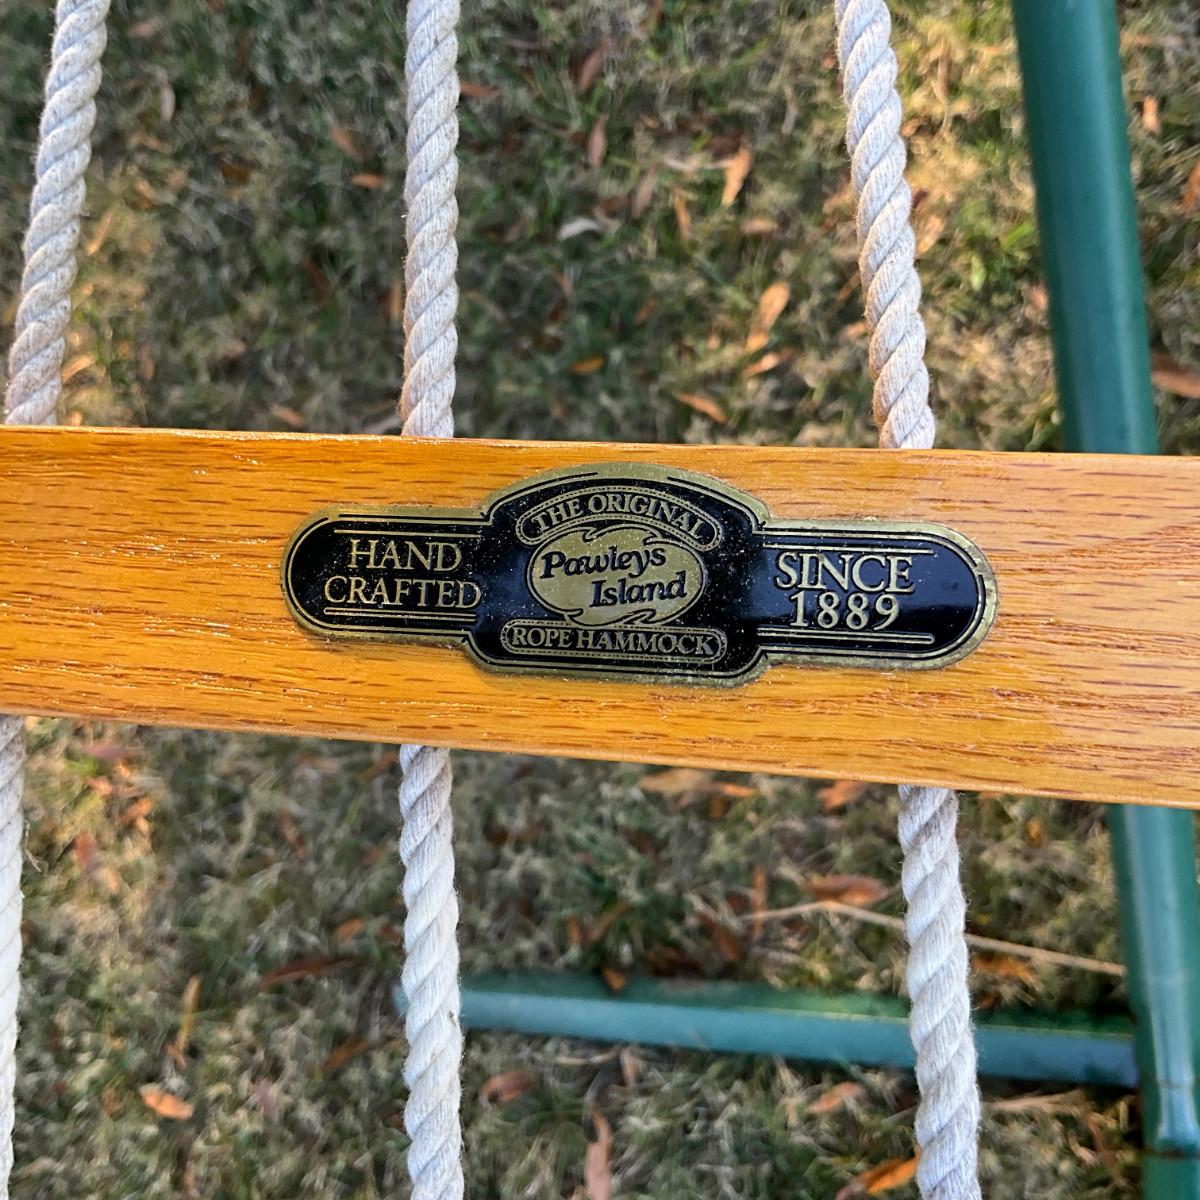 HAND
CRAFTED
THE ORIGINAL
Pawleys
Island
ROPE HAMMOCK
SINCE
1889